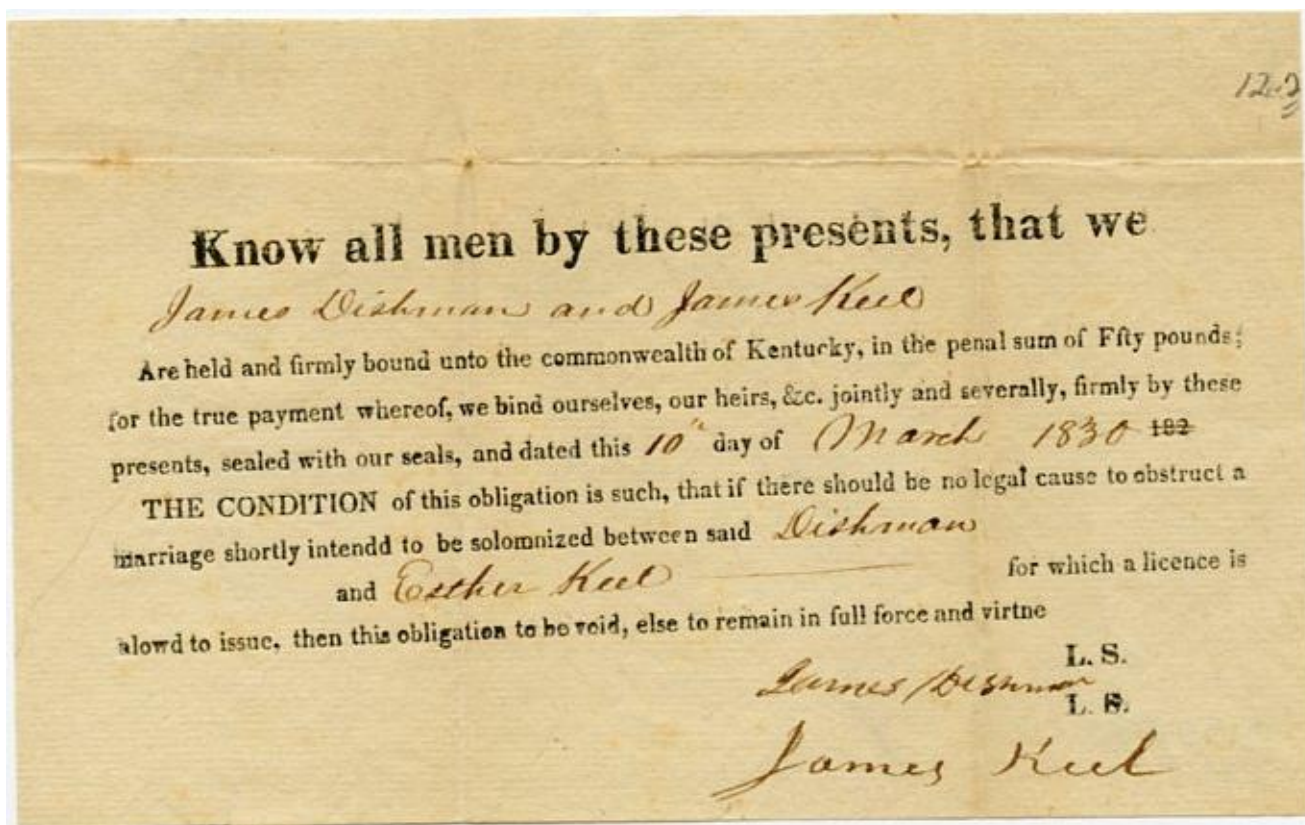 Know all men by these presents, that we
James Dishman and James Keel
Are held and firmly bound unto the commonwealth of Kentucky, in the penal sum of Ffty pounds;
for the true payment whereof, we bind ourselves, our heirs, &c. jointly and severally, firmly by these
presents, sealed with our seals, and dated this 10th day of March 1830 182
THE CONDITION of this obligation is such, that if there should be no legal cause to obstruct a
marriage shortly intendd to be solomnized between said Dishman
and Esther Keel for which a licence is
alowd to issue, then this obligation to be void, else to remain in full force and virtne
L. S.
James Dishman
L. S.
James Keel